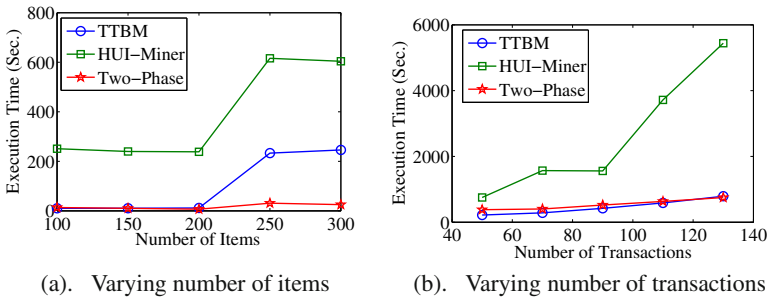 800
600
400
200
0
100
150
200
250
300
Execution Time (Sec.)
Number of Items
TTBM
HUI−Miner
Two−Phase
(a). Varying number of items
6000
4000
2000
0
40
60
80
100
120
140
Execution Time (Sec.)
Number of Transactions
TTBM
HUI−Miner
Two−Phase
(b). Varying number of transactions